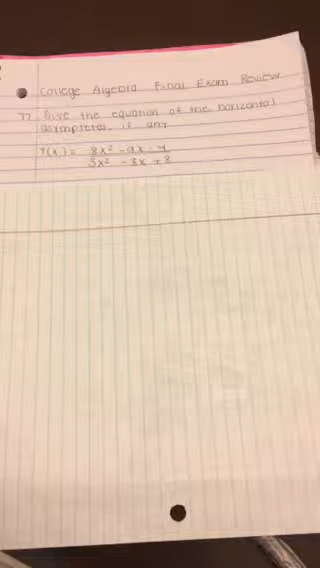 College Algebra Final Exam Review
77. Give the equation of the horizontal
asymptotes, if any
f(x) = 8x² - 9x - 4
3x² - 8x + 8